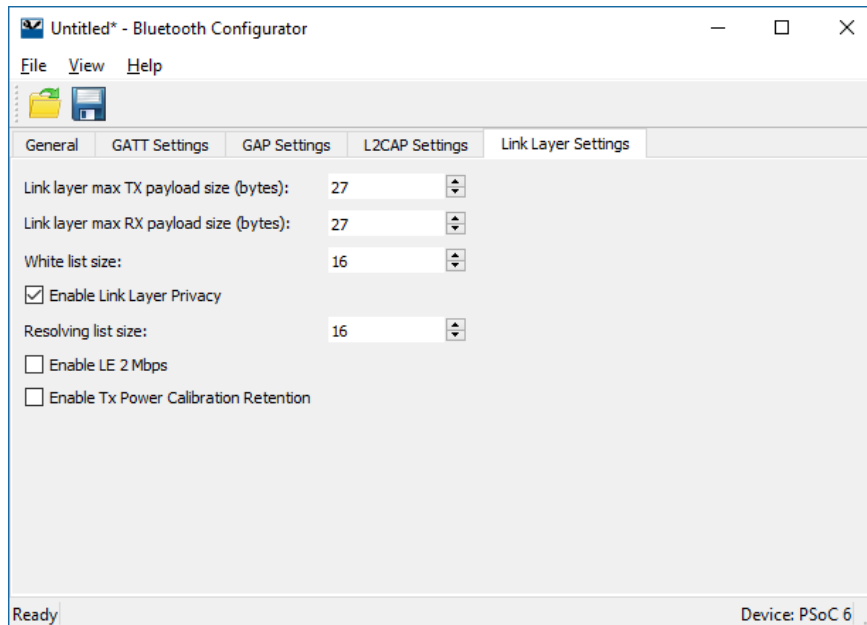 Untitled* - Bluetooth Configurator
File View Help
General GATT Settings GAP Settings L2CAP Settings Link Layer Settings
Link layer max TX payload size (bytes): 27
Link layer max RX payload size (bytes): 27
White list size: 16
Enable Link Layer Privacy
Resolving list size: 16
Enable LE 2 Mbps
Enable Tx Power Calibration Retention
Ready Device: PSoC 6